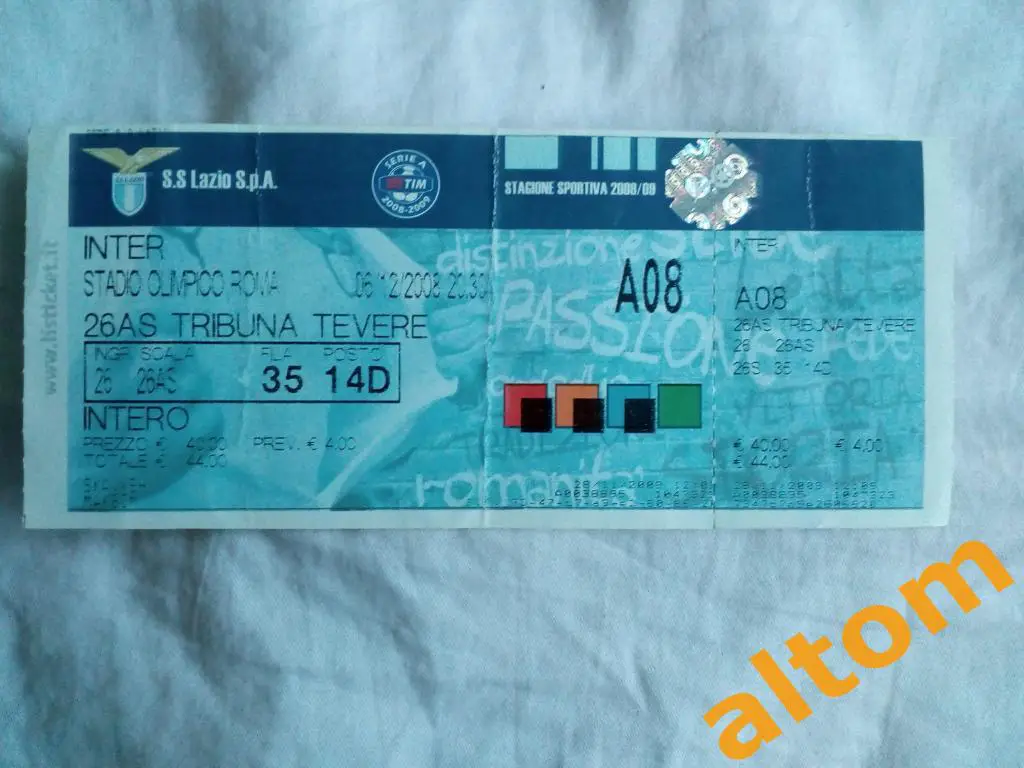 S.S Lazio S.p.A.
SERIE A
TIM
2008-2009
STAGIONE SPORTIVA 2008/09
www.listicket.it
INTER
STADIO OLIMPICO ROMA 06/12/2008 20:30
26AS TRIBUNA TEVERE
INGR SCALA FILA POSTO
26 26AS 35 14D
INTERO
PREZZO € 40.00 PREV. € 4.00
TOTALE € 44.00
distinzione
PASSIONE
romanity
A08
INTER
A08
26AS TRIBUNA TEVERE
26 26AS
26S 35 14D
VITTORIA
€ 40.00 € 4.00
€ 44.00
altom